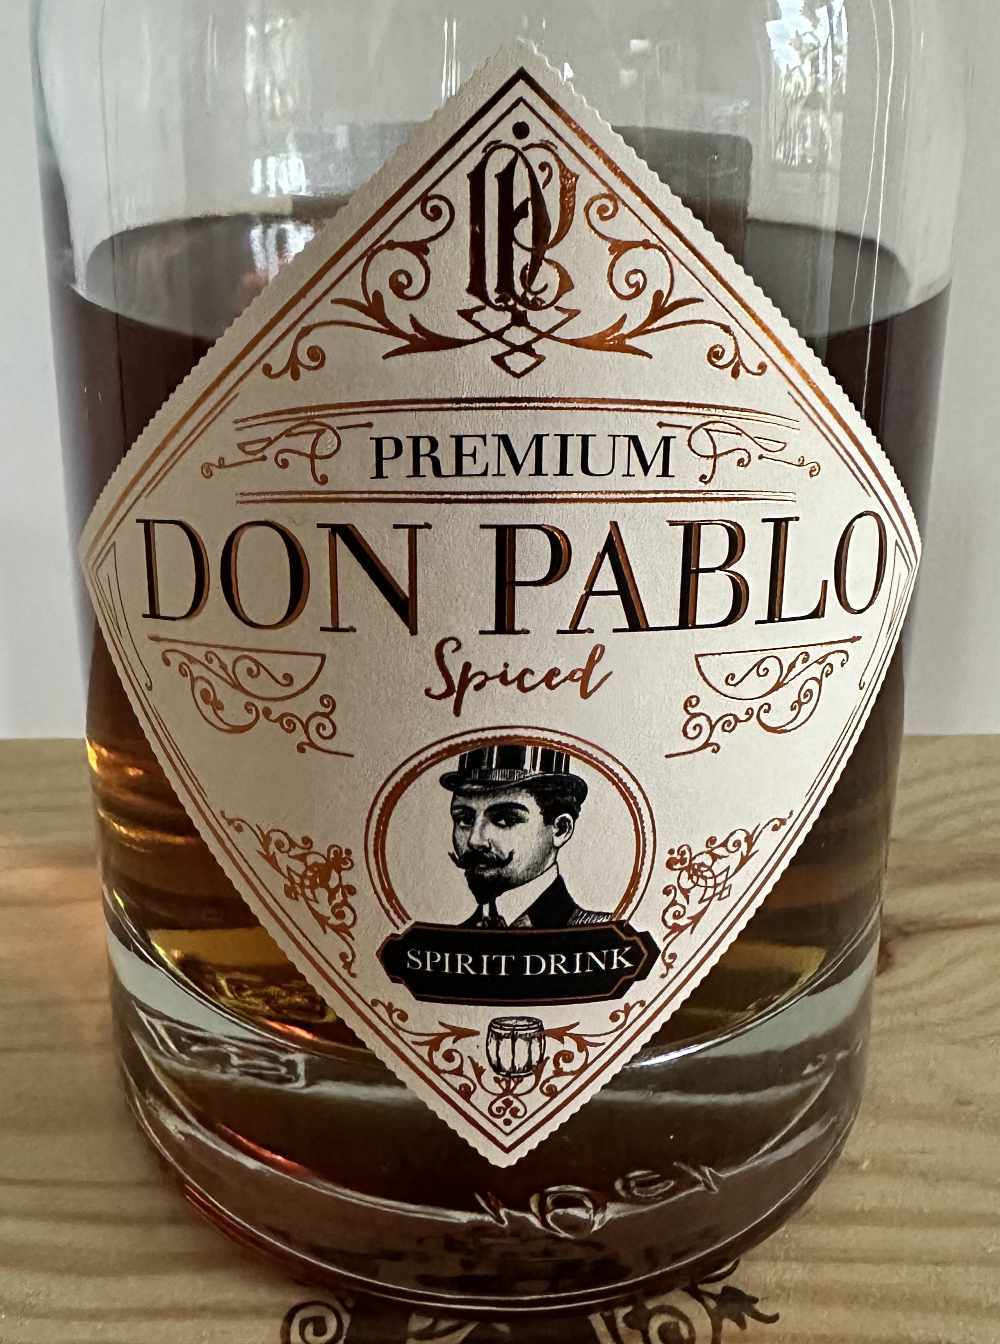 PREMIUM
DON PABLO
Spiced
SPIRIT DRINK